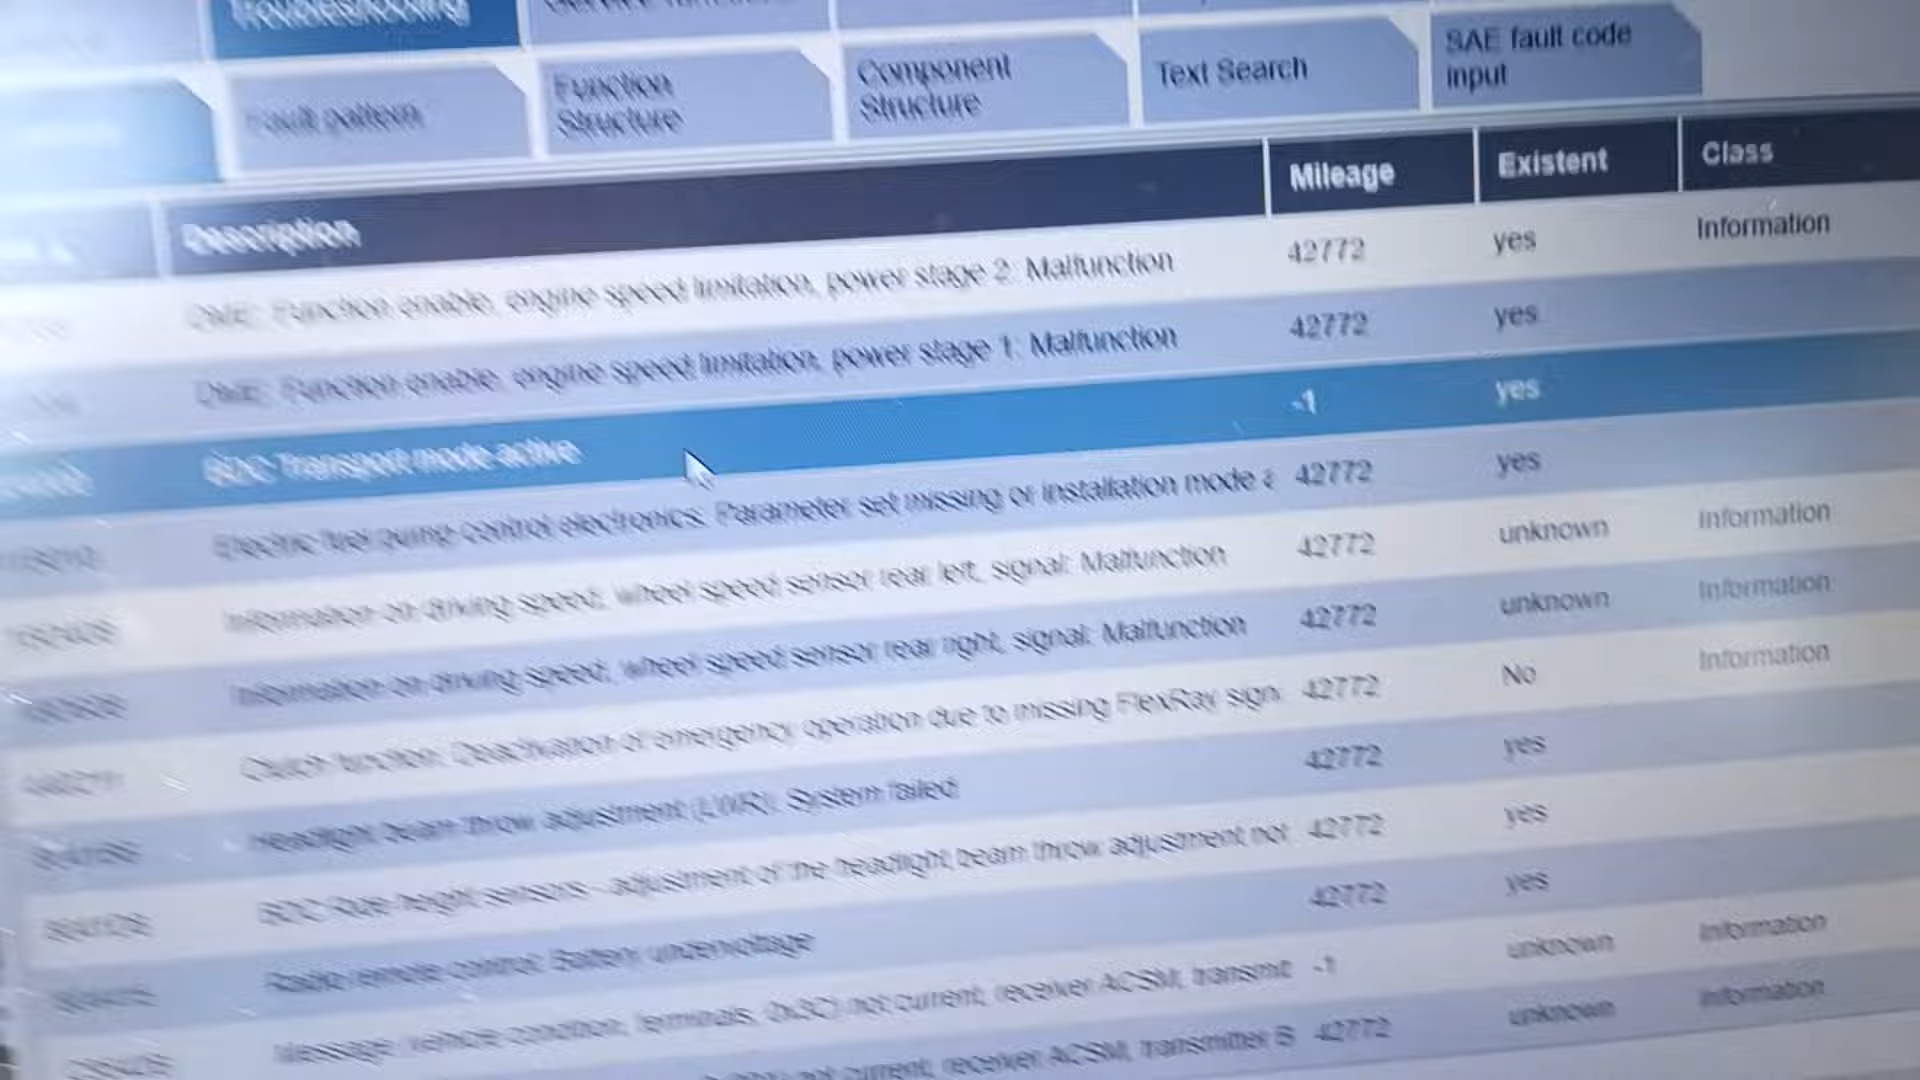 Troubleshooting
Fault pattern
Function Structure
Component Structure
Text Search
SAE fault code input
Description Mileage Existent Class
DME: Function enable, engine speed limitation, power stage 2: Malfunction 42772 yes Information
DME: Function enable, engine speed limitation, power stage 1: Malfunction 42772 yes
BDC Transport mode active -1 yes
Electric fuel pump control electronics: Parameter set missing or installation mode a 42772 yes
Information on driving speed, wheel speed sensor rear left, signal: Malfunction 42772 unknown Information
Information on driving speed, wheel speed sensor rear right, signal: Malfunction 42772 unknown Information
Clutch function: Deactivation of emergency operation due to missing FlexRay sign 42772 No Information
Headlight beam throw adjustment (LWR): System failed 42772 yes
BDC Ride-height sensors - adjustment of the headlight beam throw adjustment not 42772 yes
Radio remote control: Battery undervoltage 42772 yes
Message (vehicle condition, terminals, 0x3C) not current, receiver ACSM, transmit -1 unknown Information
not current, receiver ACSM, transmitter B 42772 unknown Information